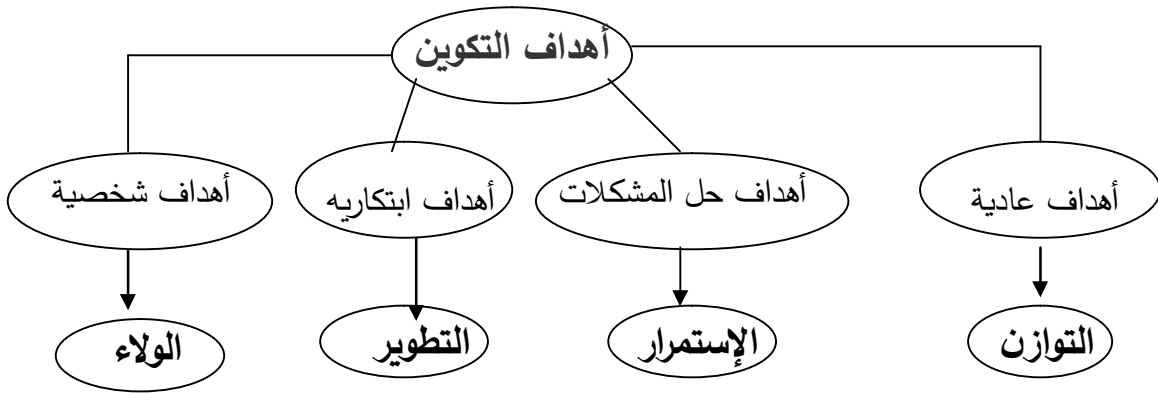 أهداف التكوين
أهداف عادية
أهداف حل المشكلات
أهداف ابتكاريه
أهداف شخصية
التوازن
الإستمرار
التطوير
الولاء